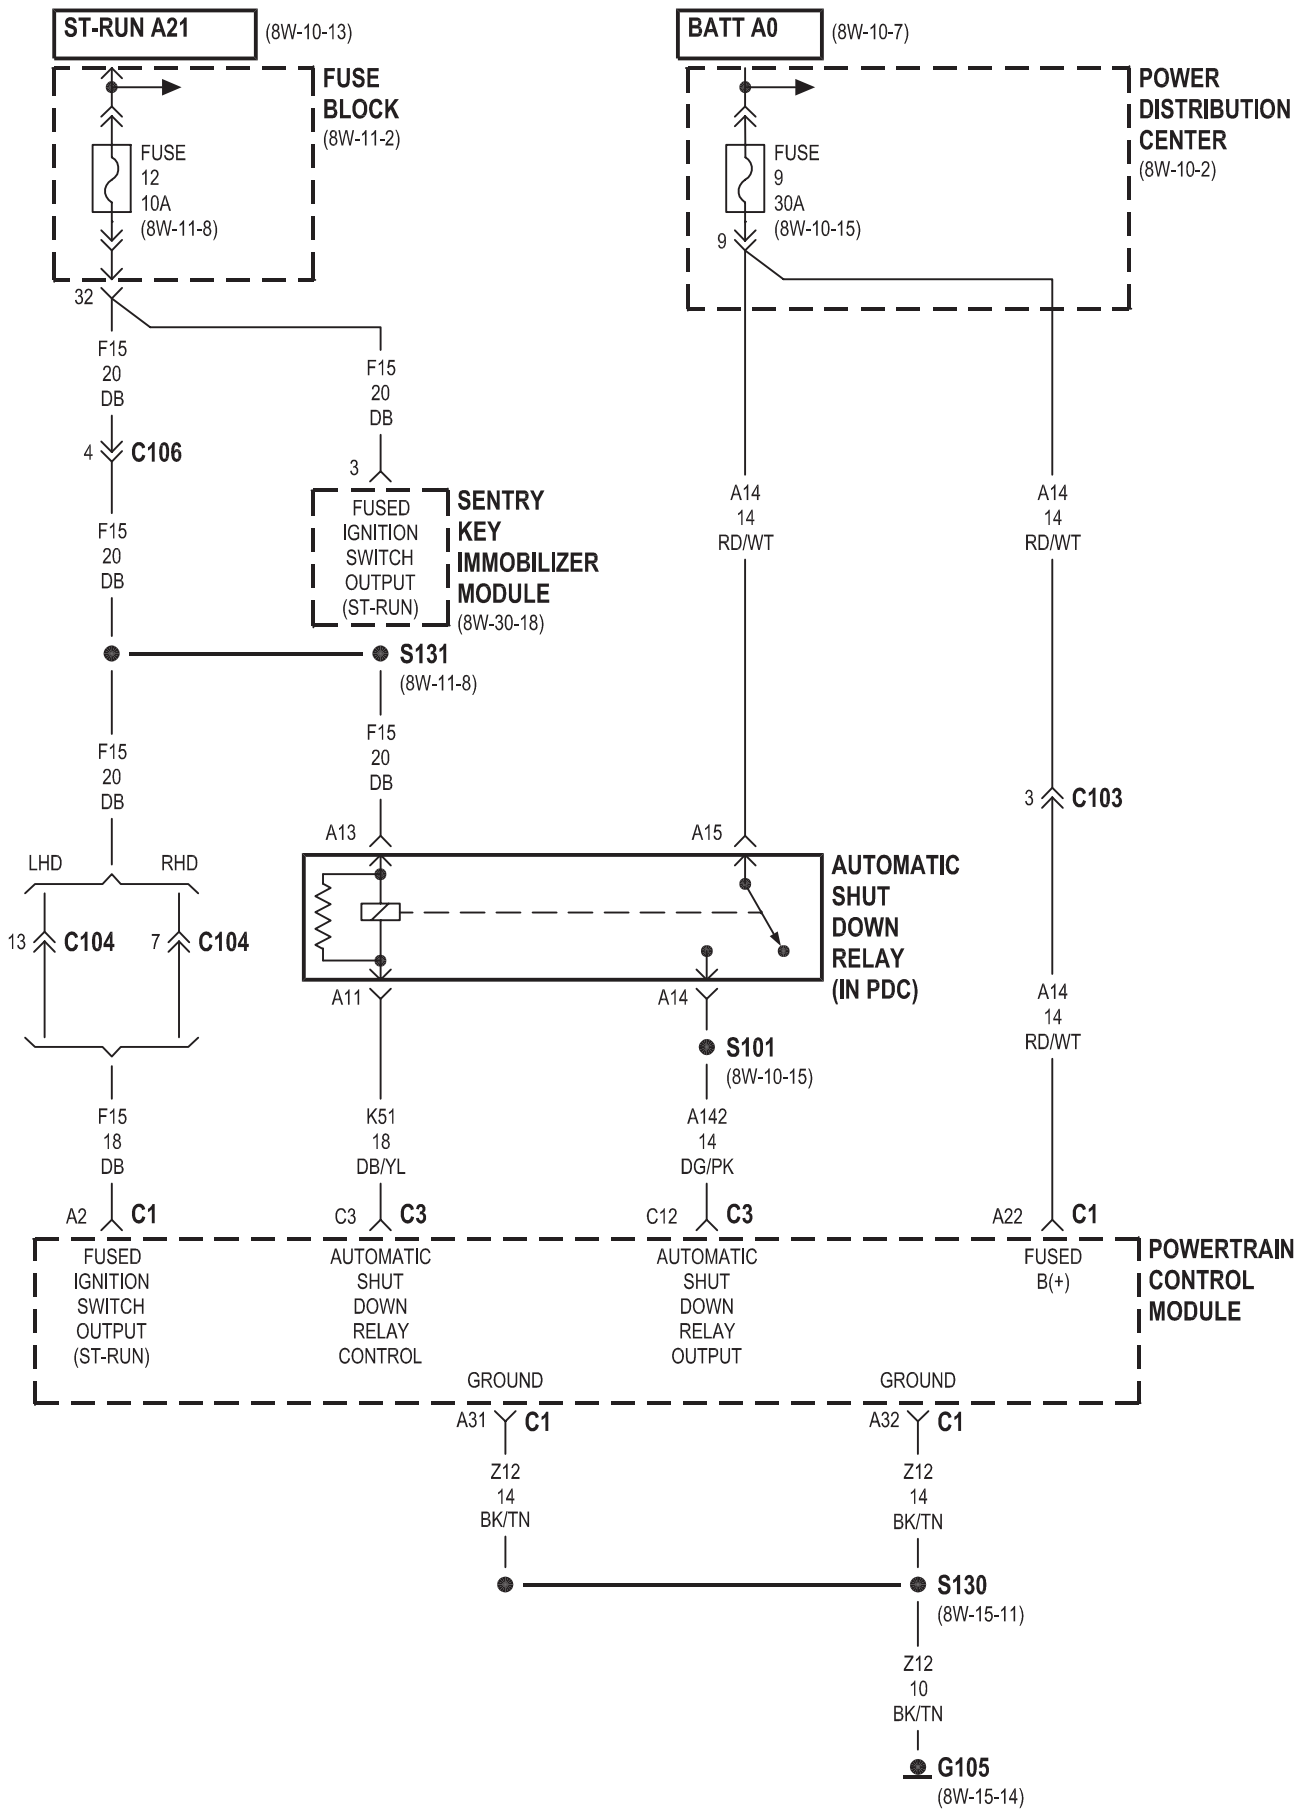 ST-RUN A21
(8W-10-13)
BATT A0
(8W-10-7)
FUSE
BLOCK
(8W-11-2)
FUSE
12
10A
(8W-11-8)
POWER
DISTRIBUTION
CENTER
(8W-10-2)
FUSE
9
30A
(8W-10-15)
9
32
F15
20
DB
F15
20
DB
4
C106
3
FUSED
IGNITION
SWITCH
OUTPUT
(ST-RUN)
SENTRY
KEY
IMMOBILIZER
MODULE
(8W-30-18)
A14
14
RD/WT
A14
14
RD/WT
F15
20
DB
S131
(8W-11-8)
F15
20
DB
F15
20
DB
3
C103
A13
A15
LHD
RHD
13
C104
7
C104
AUTOMATIC
SHUT
DOWN
RELAY
(IN PDC)
A11
A14
S101
(8W-10-15)
A14
14
RD/WT
F15
18
DB
K51
18
DB/YL
A142
14
DG/PK
A2
C1
C3
C3
C12
C3
A22
C1
FUSED
IGNITION
SWITCH
OUTPUT
(ST-RUN)
AUTOMATIC
SHUT
DOWN
RELAY
CONTROL
AUTOMATIC
SHUT
DOWN
RELAY
OUTPUT
FUSED
B(+)
POWERTRAIN
CONTROL
MODULE
GROUND
GROUND
A31
C1
A32
C1
Z12
14
BK/TN
Z12
14
BK/TN
S130
(8W-15-11)
Z12
10
BK/TN
G105
(8W-15-14)